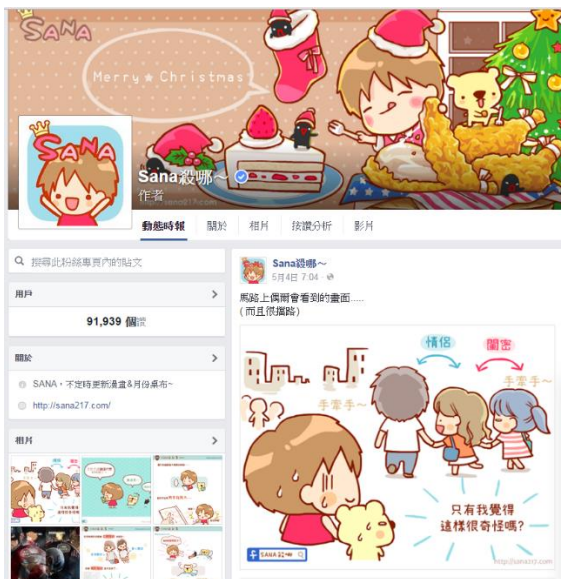 SANA
Merry★Christmas
SANA
Sana殺哪～
作者
http://sana217.com/
動態時報 關於 相片 按讚分析 影片
搜尋此粉絲專頁內的貼文
用戶
91,939 個讚
關於
SANA，不定時更新漫畫&月份桌布~
http://sana217.com/
相片
Sana殺哪～
5月4日 7:04
馬路上偶爾會看到的畫面......
(而且很擋路)
情侶
閨密
手牽手~
手牽手~
只有我覺得
這樣很奇怪嗎?
SANA殺哪
http://sana217.com